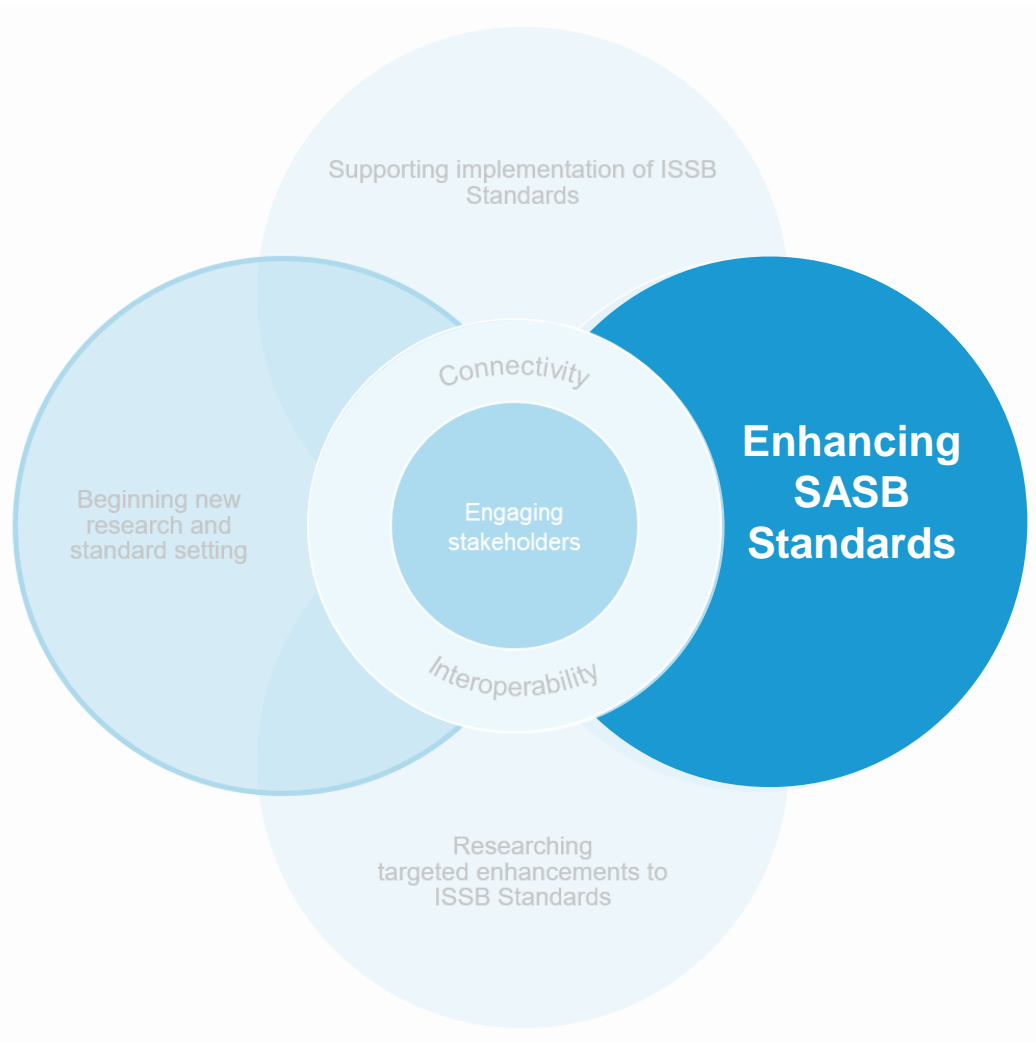 Supporting implementation of ISSB
Standards
Connectivity
Enhancing
SASB
Standards
Beginning new
research and
standard setting
Engaging
stakeholders
Interoperability
Researching
targeted enhancements to
ISSB Standards